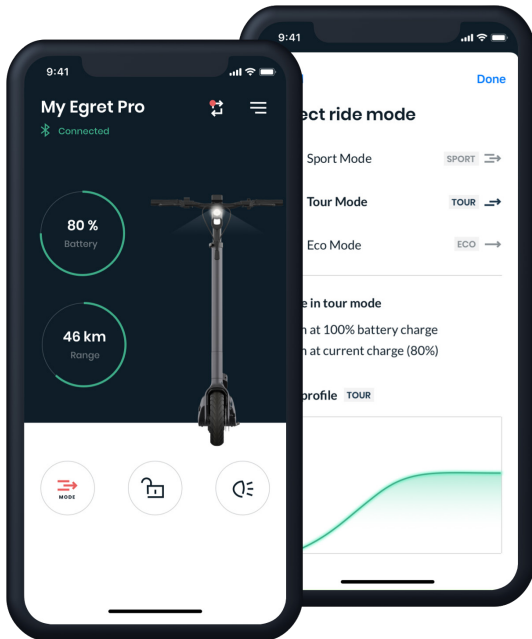 9:41
My Egret Pro
Connected
80 %
Battery
46 km
Range
MODE
9:41
Done
ect ride mode
Sport Mode SPORT
Tour Mode TOUR
Eco Mode ECO
e in tour mode
at 100% battery charge
at current charge (80%)
profile TOUR